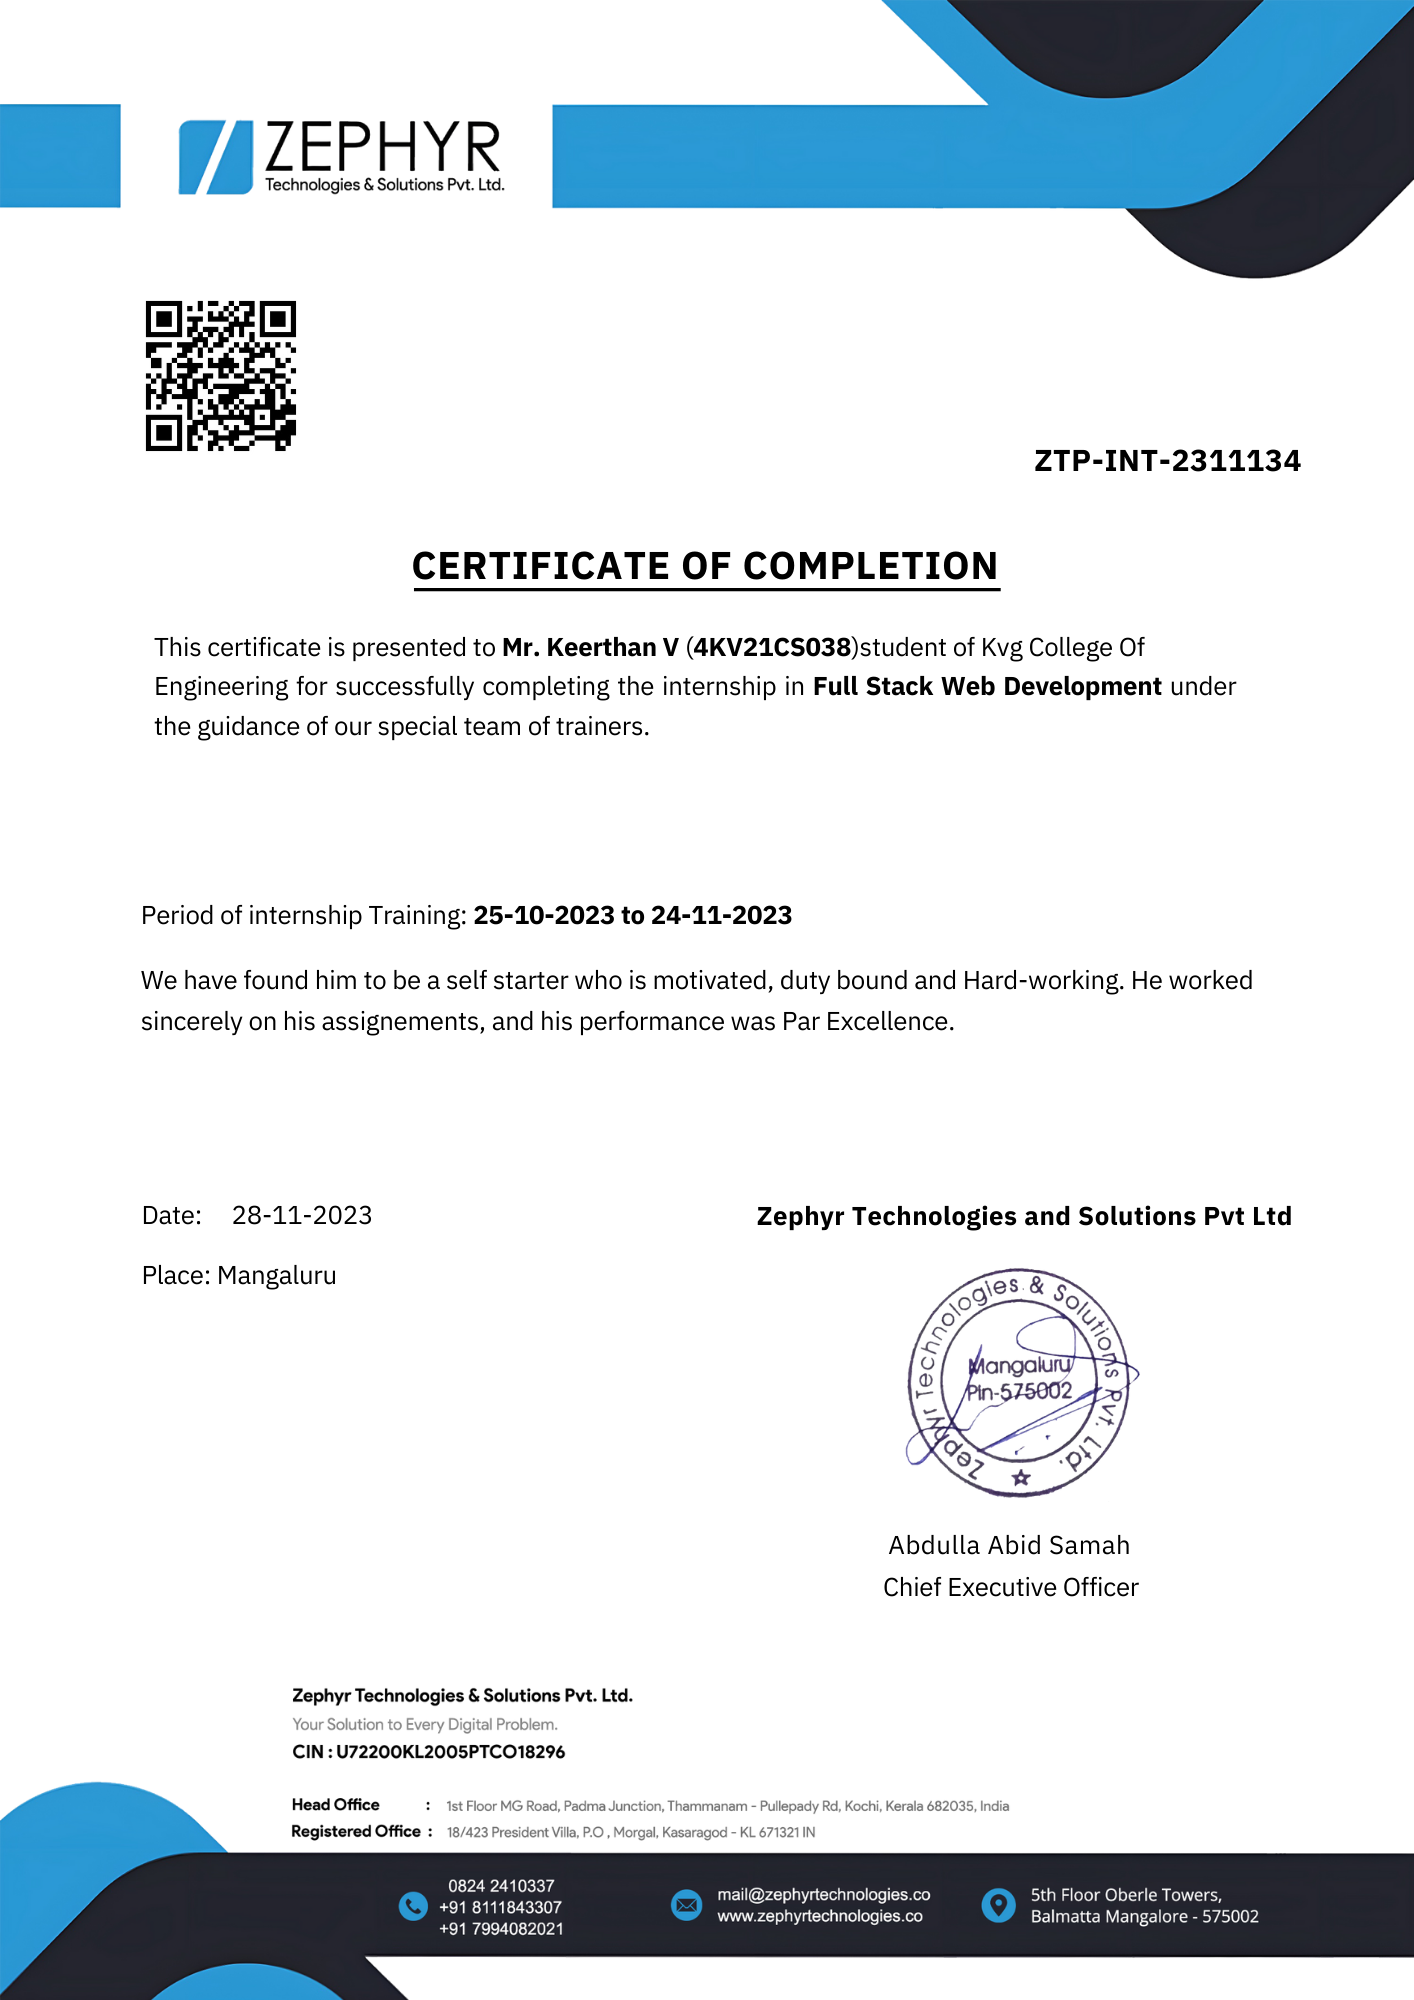 ZEPHYR
Technologies & Solutions Pvt. Ltd.
ZTP-INT-2311134
CERTIFICATE OF COMPLETION
This certificate is presented to Mr. Keerthan V (4KV21CS038)student of Kvg College Of
Engineering for successfully completing the internship in Full Stack Web Development under
the guidance of our special team of trainers.
Period of internship Training: 25-10-2023 to 24-11-2023
We have found him to be a self starter who is motivated, duty bound and Hard-working. He worked
sincerely on his assignements, and his performance was Par Excellence.
Date: 28-11-2023
Zephyr Technologies and Solutions Pvt Ltd
Place: Mangaluru
Zephyr Technologies & Solutions Pvt. Ltd.
Mangaluru
Pin-575002
Abdulla Abid Samah
Chief Executive Officer
Zephyr Technologies & Solutions Pvt. Ltd.
Your Solution to Every Digital Problem.
CIN : U72200KL2005PTCO18296
Head Office : 1st Floor MG Road, Padma Junction, Thammanam - Pullepady Rd, Kochi, Kerala 682035, India
Registered Office : 18/423 President Villa, P.O , Morgal, Kasaragod - KL 671321 IN
0824 2410337
+91 8111843307
+91 7994082021
mail@zephyrtechnologies.co
www.zephyrtechnologies.co
5th Floor Oberle Towers,
Balmatta Mangalore - 575002